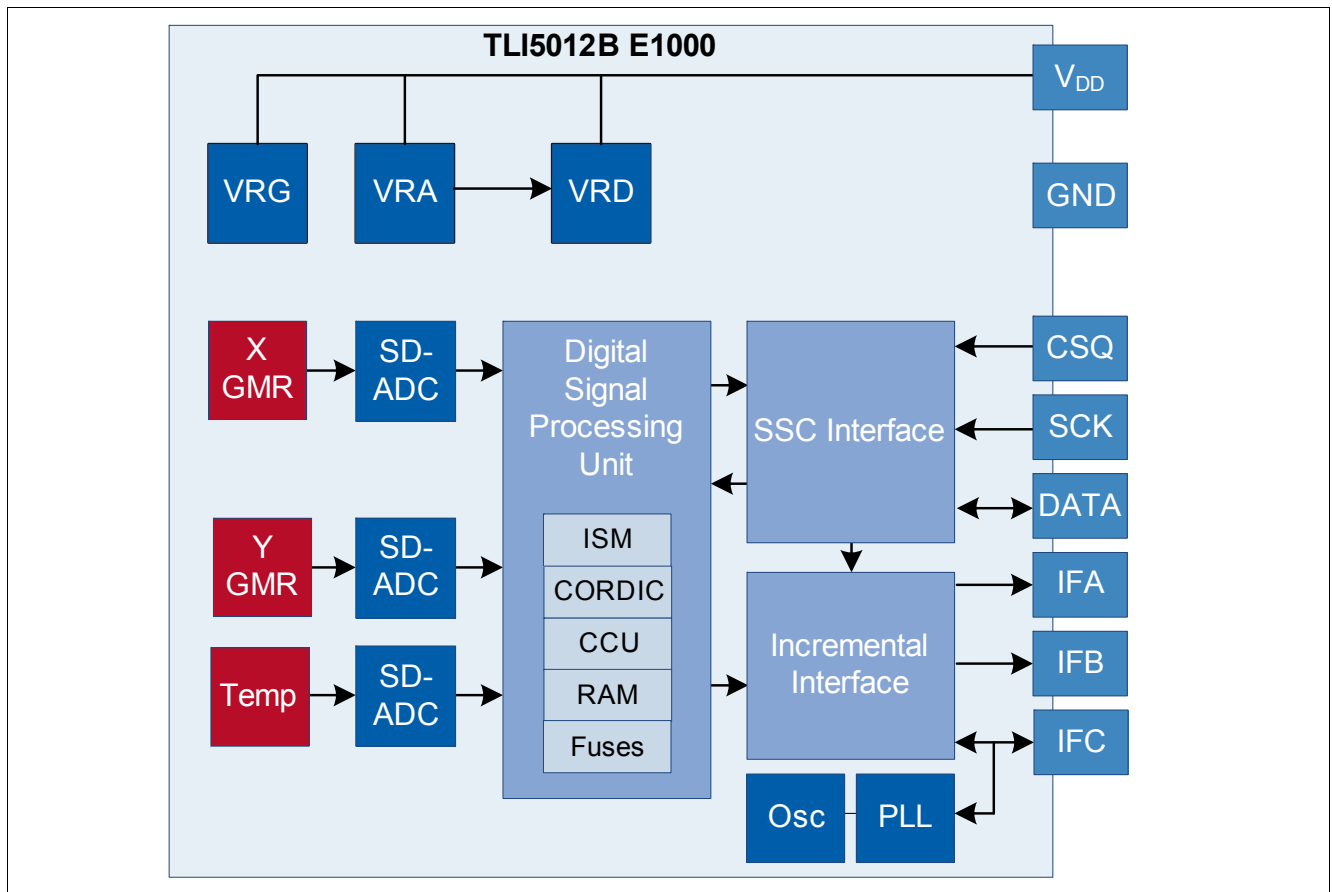 TLI5012B E1000
VDD
VRG
VRA
VRD
GND
X
GMR
SD-
ADC
Digital
Signal
Processing
Unit
SSC Interface
CSQ
SCK
DATA
Y
GMR
SD-
ADC
ISM
CORDIC
CCU
RAM
Fuses
Temp
SD-
ADC
Incremental
Interface
IFA
IFB
IFC
Osc
PLL